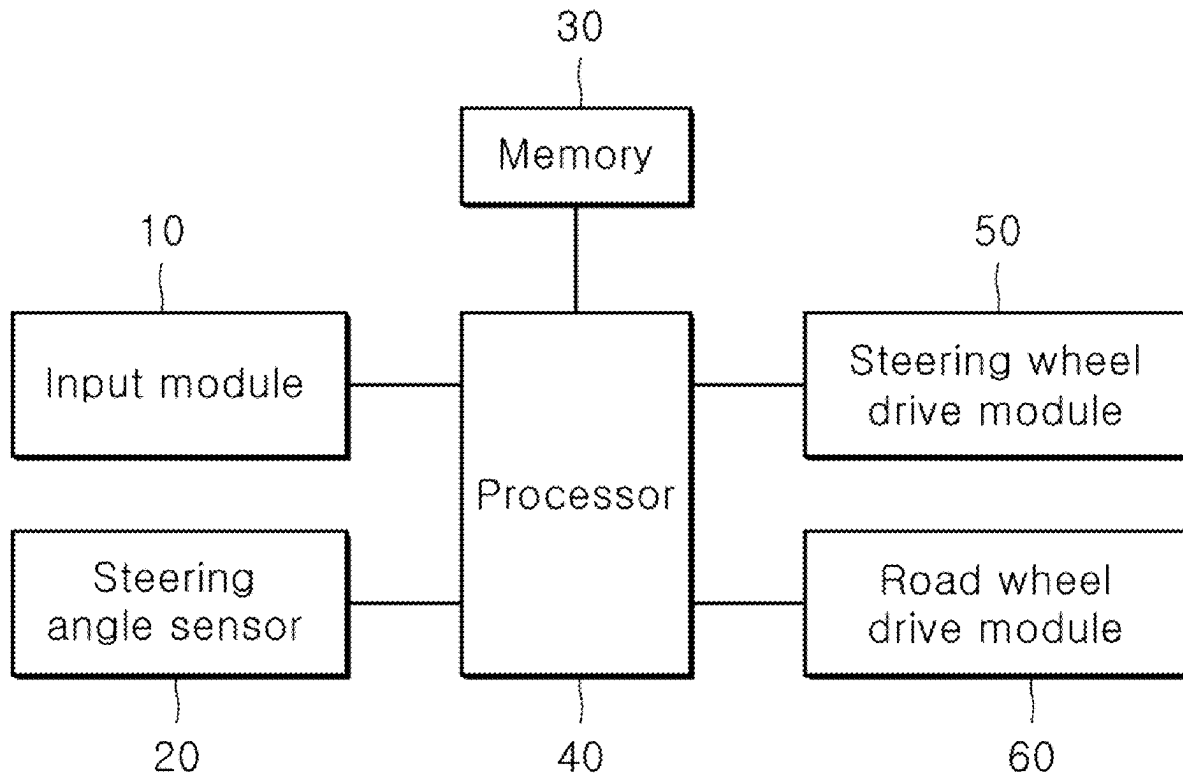 30
Memory
10
50
Input module
Steering wheel
drive module
Processor
Steering
angle sensor
Road wheel
drive module
20
40
60